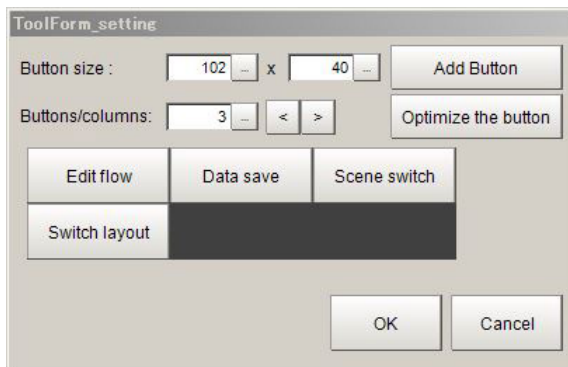 ToolForm_setting
Button size : 102 ... x 40 ... Add Button
Buttons/columns: 3 ... < > Optimize the button
Edit flow Data save Scene switch
Switch layout
OK Cancel